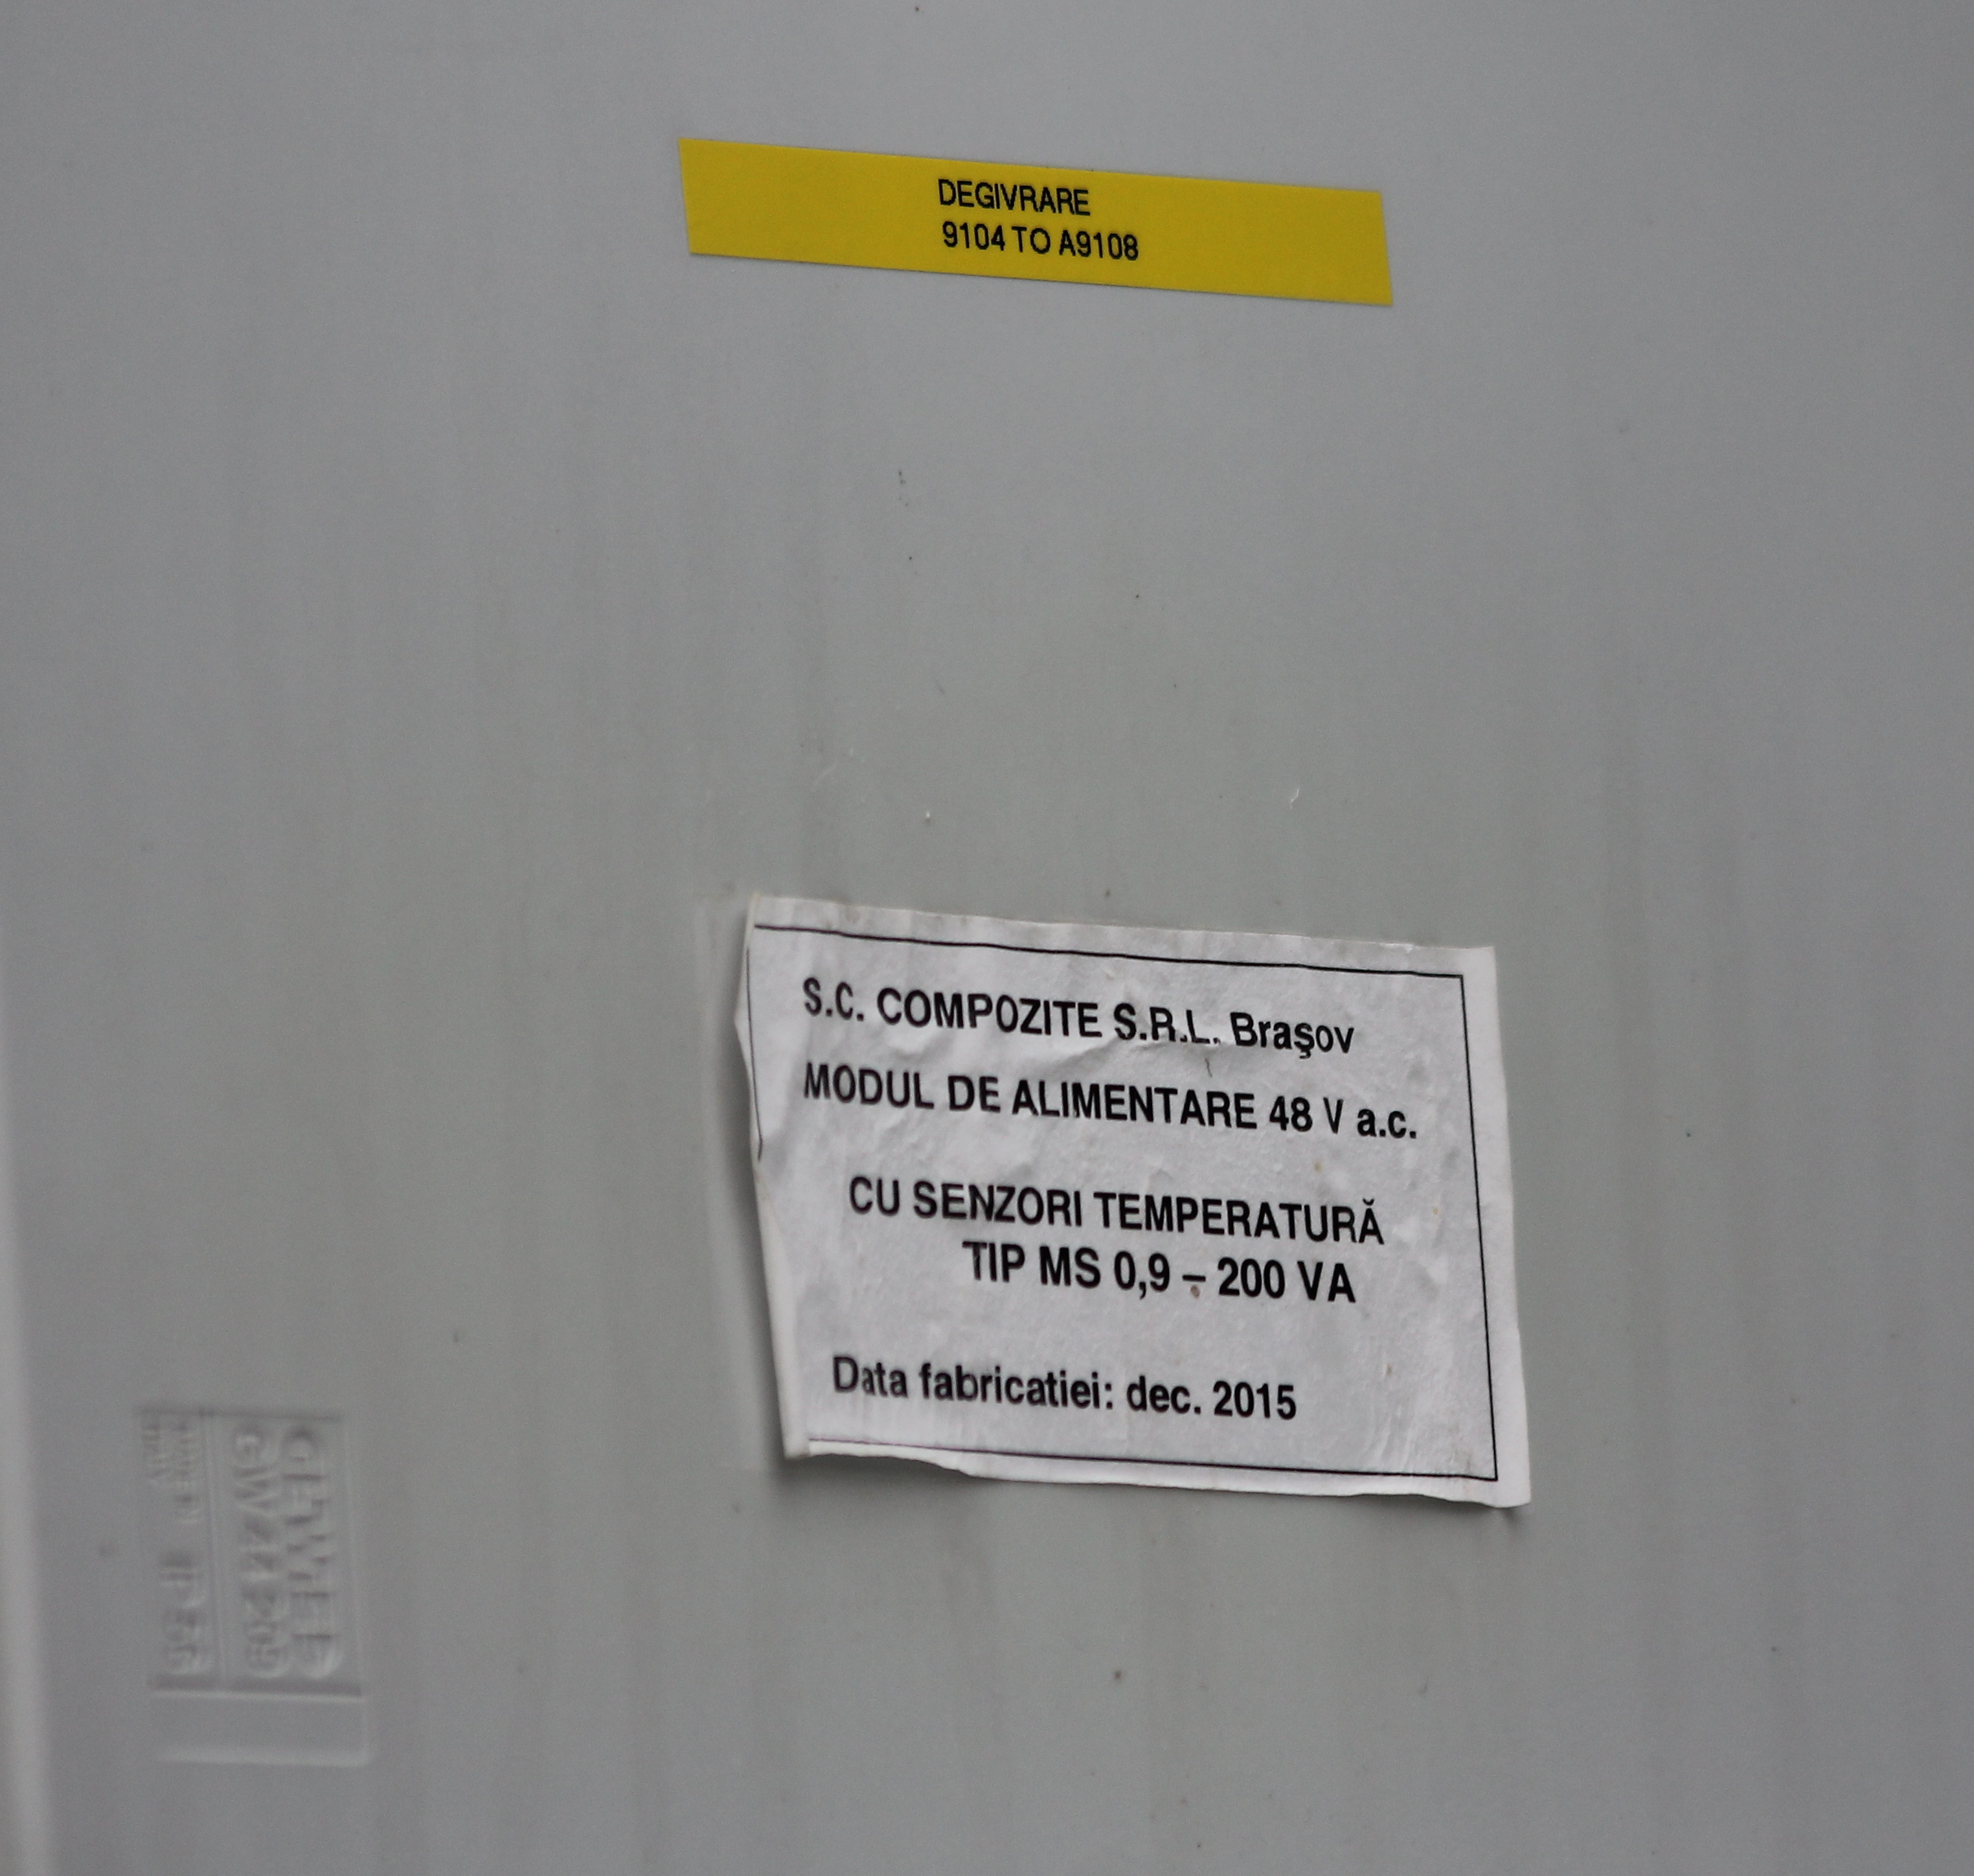 DEGIVRARE
9104 TO A9108
S.C. COMPOZITE S.R.L. Braşov
MODUL DE ALIMENTARE 48 V a.c.
CU SENZORI TEMPERATURĂ
TIP MS 0,9 – 200 VA
Data fabricatiei: dec. 2015
GEWISS